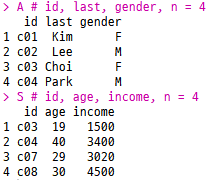 > A # id, last, gender, n = 4
id last gender
1 c01 Kim F
2 c02 Lee M
3 c03 Choi F
4 c04 Park M
> S # id, age, income, n = 4
id age income
1 c03 19 1500
2 c04 40 3400
3 c07 29 3020
4 c08 30 4500